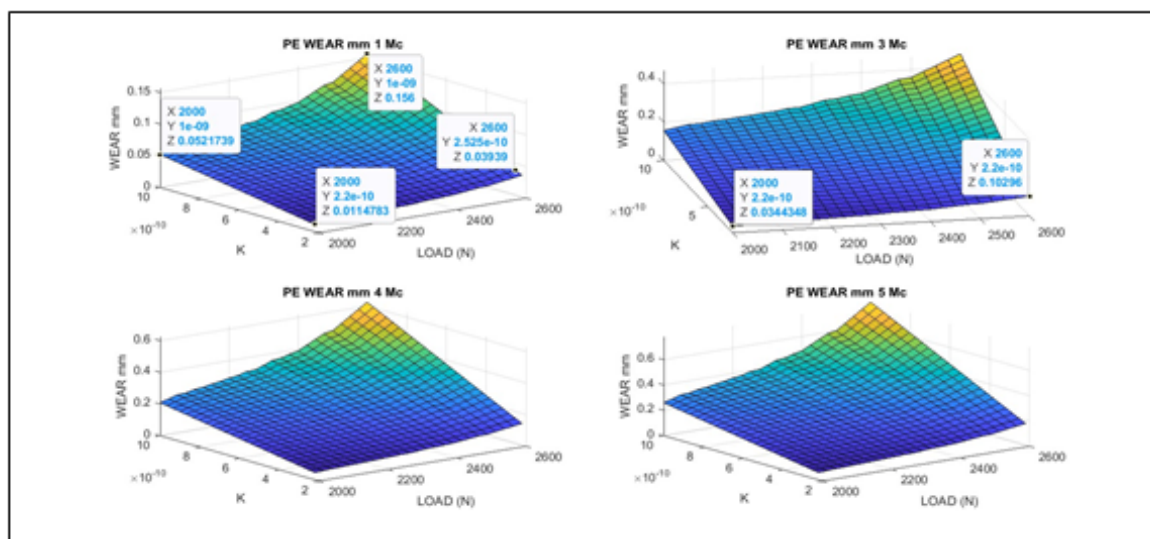 PE WEAR mm 1 Mc
X 2600
Y 1e-09
Z 0.156
X 2000
Y 1e-09
Z 0.0521739
X 2600
Y 2.525e-10
Z 0.03939
X 2000
Y 2.2e-10
Z 0.0114783
WEAR mm
0.15
0.1
0.05
0
10
8
6
4
2
×10-10
K
2000
2200
2400
2600
LOAD (N)
PE WEAR mm 3 Mc
X 2600
Y 2.2e-10
Z 0.10296
X 2000
Y 2.2e-10
Z 0.0344348
WEAR mm
0.4
0.2
0
10
5
×10-10
K
2000
2100
2200
2300
2400
2500
2600
LOAD (N)
PE WEAR mm 4 Mc
WEAR mm
0.6
0.4
0.2
0
10
8
6
4
2
×10-10
K
2000
2200
2400
2600
LOAD (N)
PE WEAR mm 5 Mc
WEAR mm
0.6
0.4
0.2
0
10
8
6
4
2
×10-10
K
2000
2200
2400
2600
LOAD (N)